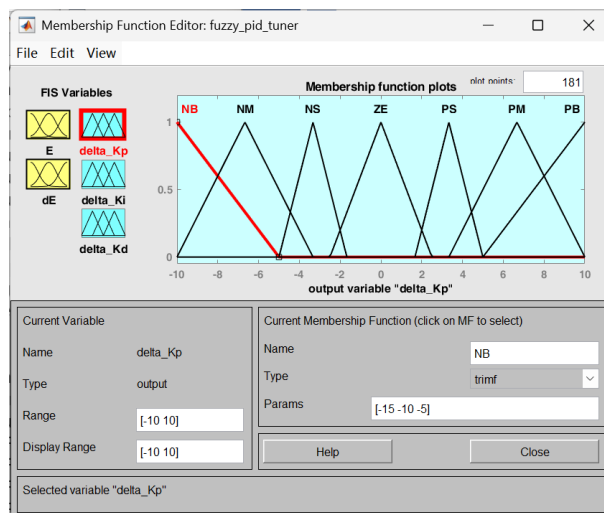 Membership Function Editor: fuzzy_pid_tuner
File Edit View
FIS Variables
E
delta_Kp
dE
delta_Ki
delta_Kd
Membership function plots
plot points:
181
NB NM NS ZE PS PM PB
1
0.5
0
-10 -8 -6 -4 -2 0 2 4 6 8 10
output variable "delta_Kp"
Current Variable
Name delta_Kp
Type output
Range [-10 10]
Display Range [-10 10]
Current Membership Function (click on MF to select)
Name NB
Type trimf
Params [-15 -10 -5]
Help Close
Selected variable "delta_Kp"